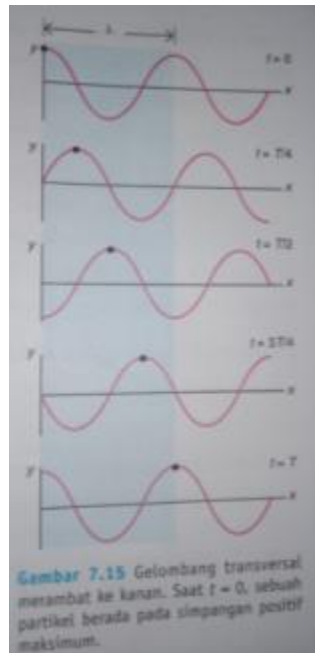 λ
y
t = 0
x
y
t = T/4
x
y
t = T/2
x
y
t = 3T/4
x
y
t = T
x
Gambar 7.15 Gelombang transversal
merambat ke kanan. Saat t = 0, sebuah
partikel berada pada simpangan positif
maksimum.